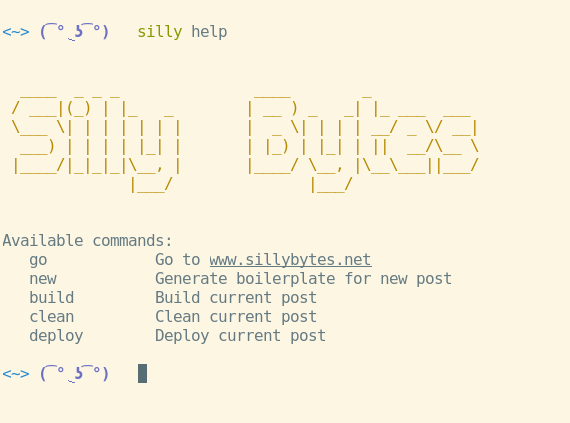 <~> ( ͡° ͜ʖ ͡°) silly help
Silly Bytes
Available commands:
go Go to www.sillybytes.net
new Generate boilerplate for new post
build Build current post
clean Clean current post
deploy Deploy current post
<~> ( ͡° ͜ʖ ͡°)